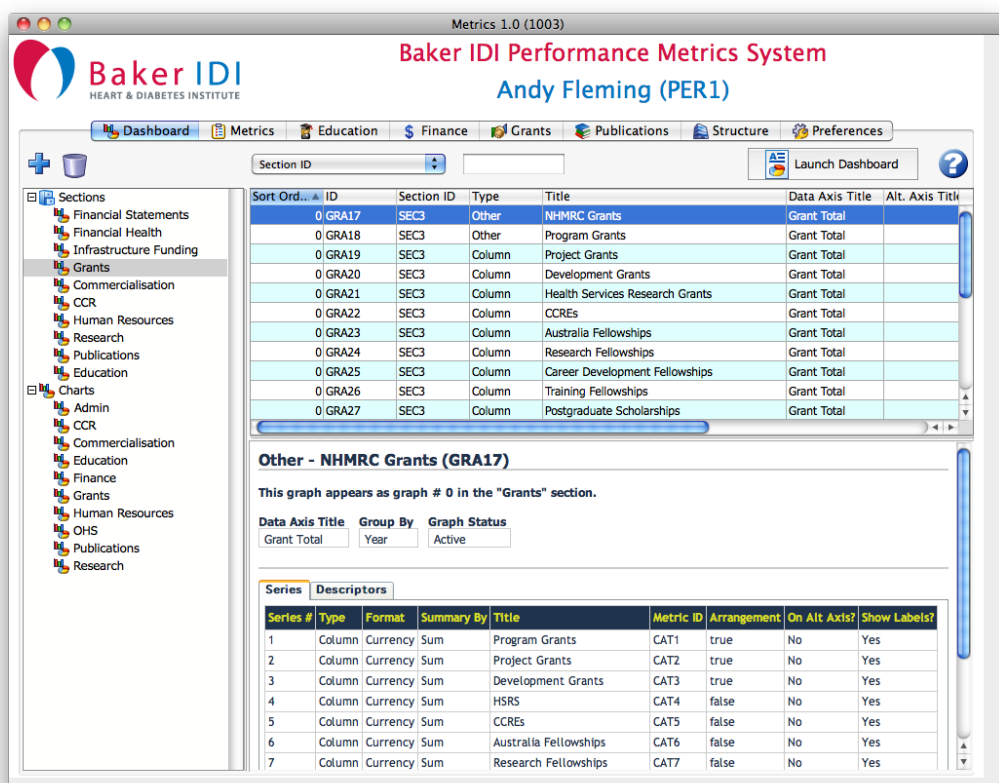 Metrics 1.0 (1003)
Baker IDI
HEART & DIABETES INSTITUTE
Baker IDI Performance Metrics System
Andy Fleming (PER1)
Dashboard Metrics Education Finance Grants Publications Structure Preferences
Section ID
Launch Dashboard
?
Sections
Financial Statements
Financial Health
Infrastructure Funding
Grants
Commercialisation
CCR
Human Resources
Research
Publications
Education
Charts
Admin
CCR
Commercialisation
Education
Finance
Grants
Human Resources
OHS
Publications
Research
Sort Ord... ID Section ID Type Title Data Axis Title Alt. Axis Title
0 GRA17 SEC3 Other NHMRC Grants Grant Total
0 GRA18 SEC3 Other Program Grants Grant Total
0 GRA19 SEC3 Column Project Grants Grant Total
0 GRA20 SEC3 Column Development Grants Grant Total
0 GRA21 SEC3 Column Health Services Research Grants Grant Total
0 GRA22 SEC3 Column CCREs Grant Total
0 GRA23 SEC3 Column Australia Fellowships Grant Total
0 GRA24 SEC3 Column Research Fellowships Grant Total
0 GRA25 SEC3 Column Career Development Fellowships Grant Total
0 GRA26 SEC3 Column Training Fellowships Grant Total
0 GRA27 SEC3 Column Postgraduate Scholarships Grant Total
Other - NHMRC Grants (GRA17)
This graph appears as graph # 0 in the "Grants" section.
Data Axis Title Group By Graph Status
Grant Total Year Active
Series Descriptors
Series # Type Format Summary By Title Metric ID Arrangement On Alt Axis? Show Labels?
1 Column Currency Sum Program Grants CAT1 true No Yes
2 Column Currency Sum Project Grants CAT2 true No Yes
3 Column Currency Sum Development Grants CAT3 true No Yes
4 Column Currency Sum HSRS CAT4 false No Yes
5 Column Currency Sum CCREs CAT5 false No Yes
6 Column Currency Sum Australia Fellowships CAT6 false No Yes
7 Column Currency Sum Research Fellowships CAT7 false No Yes